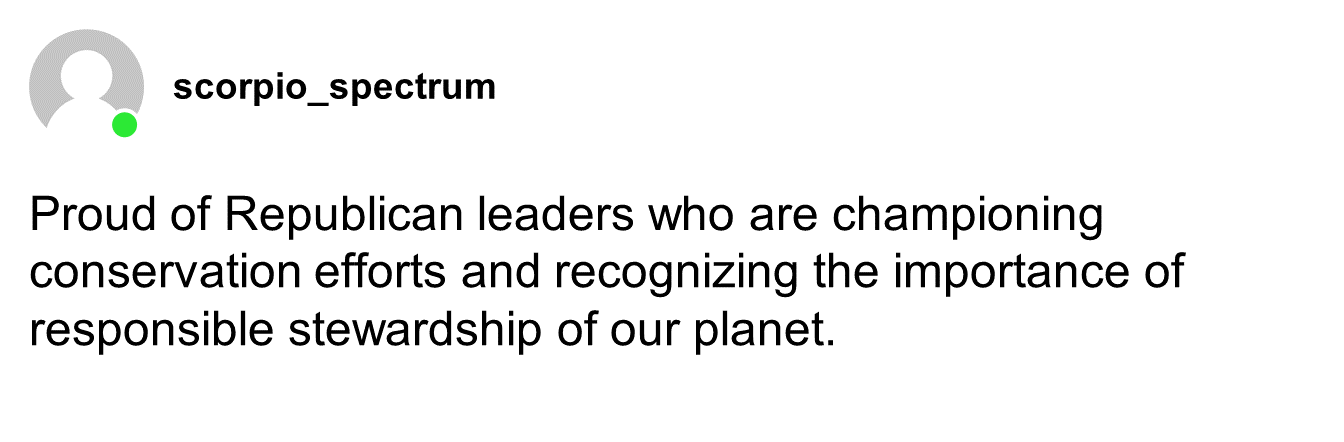 scorpio_spectrum
Proud of Republican leaders who are championing
conservation efforts and recognizing the importance of
responsible stewardship of our planet.